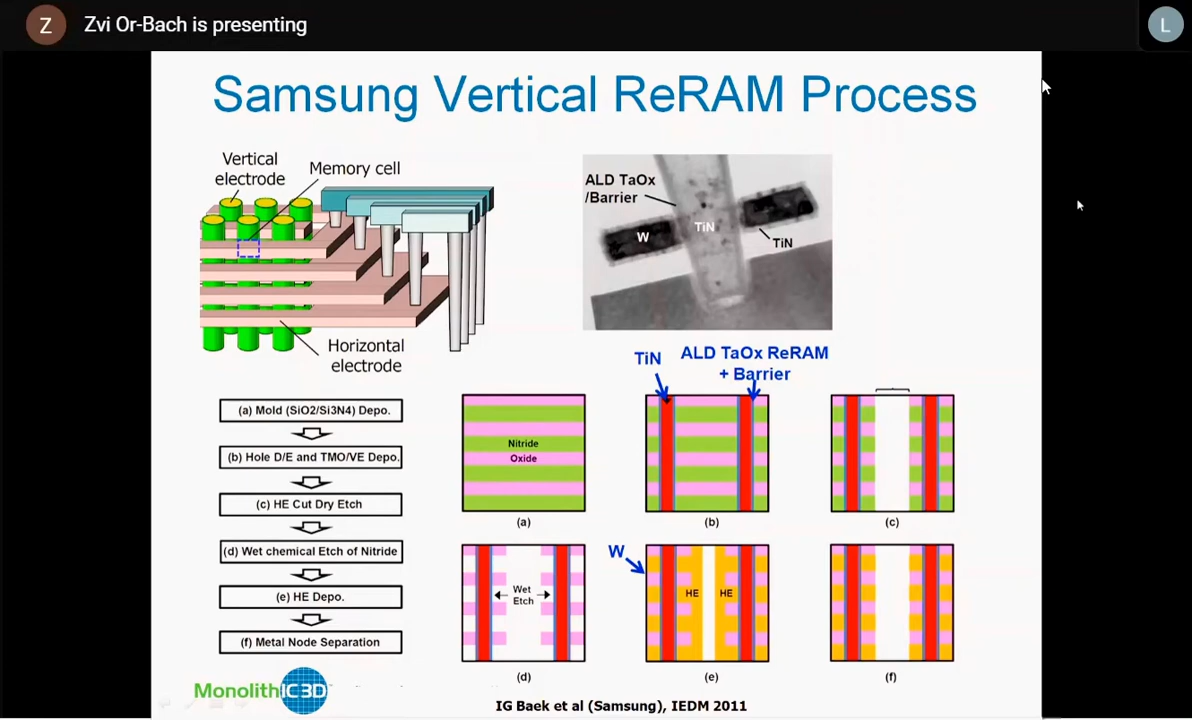 Z
Zvi Or-Bach is presenting
L
Samsung Vertical ReRAM Process
Vertical
electrode
Memory cell
Horizontal
electrode
ALD TaOx
/Barrier
W
TiN
TiN
TiN
ALD TaOx ReRAM
+ Barrier
(a) Mold (SiO2/Si3N4) Depo.
(b) Hole D/E and TMO/VE Depo.
(c) HE Cut Dry Etch
(d) Wet chemical Etch of Nitride
(e) HE Depo.
(f) Metal Node Separation
Nitride
Oxide
(a)
(b)
(c)
W
Wet
Etch
HE
HE
(d)
(e)
(f)
MonolithIC3D
IG Baek et al (Samsung), IEDM 2011